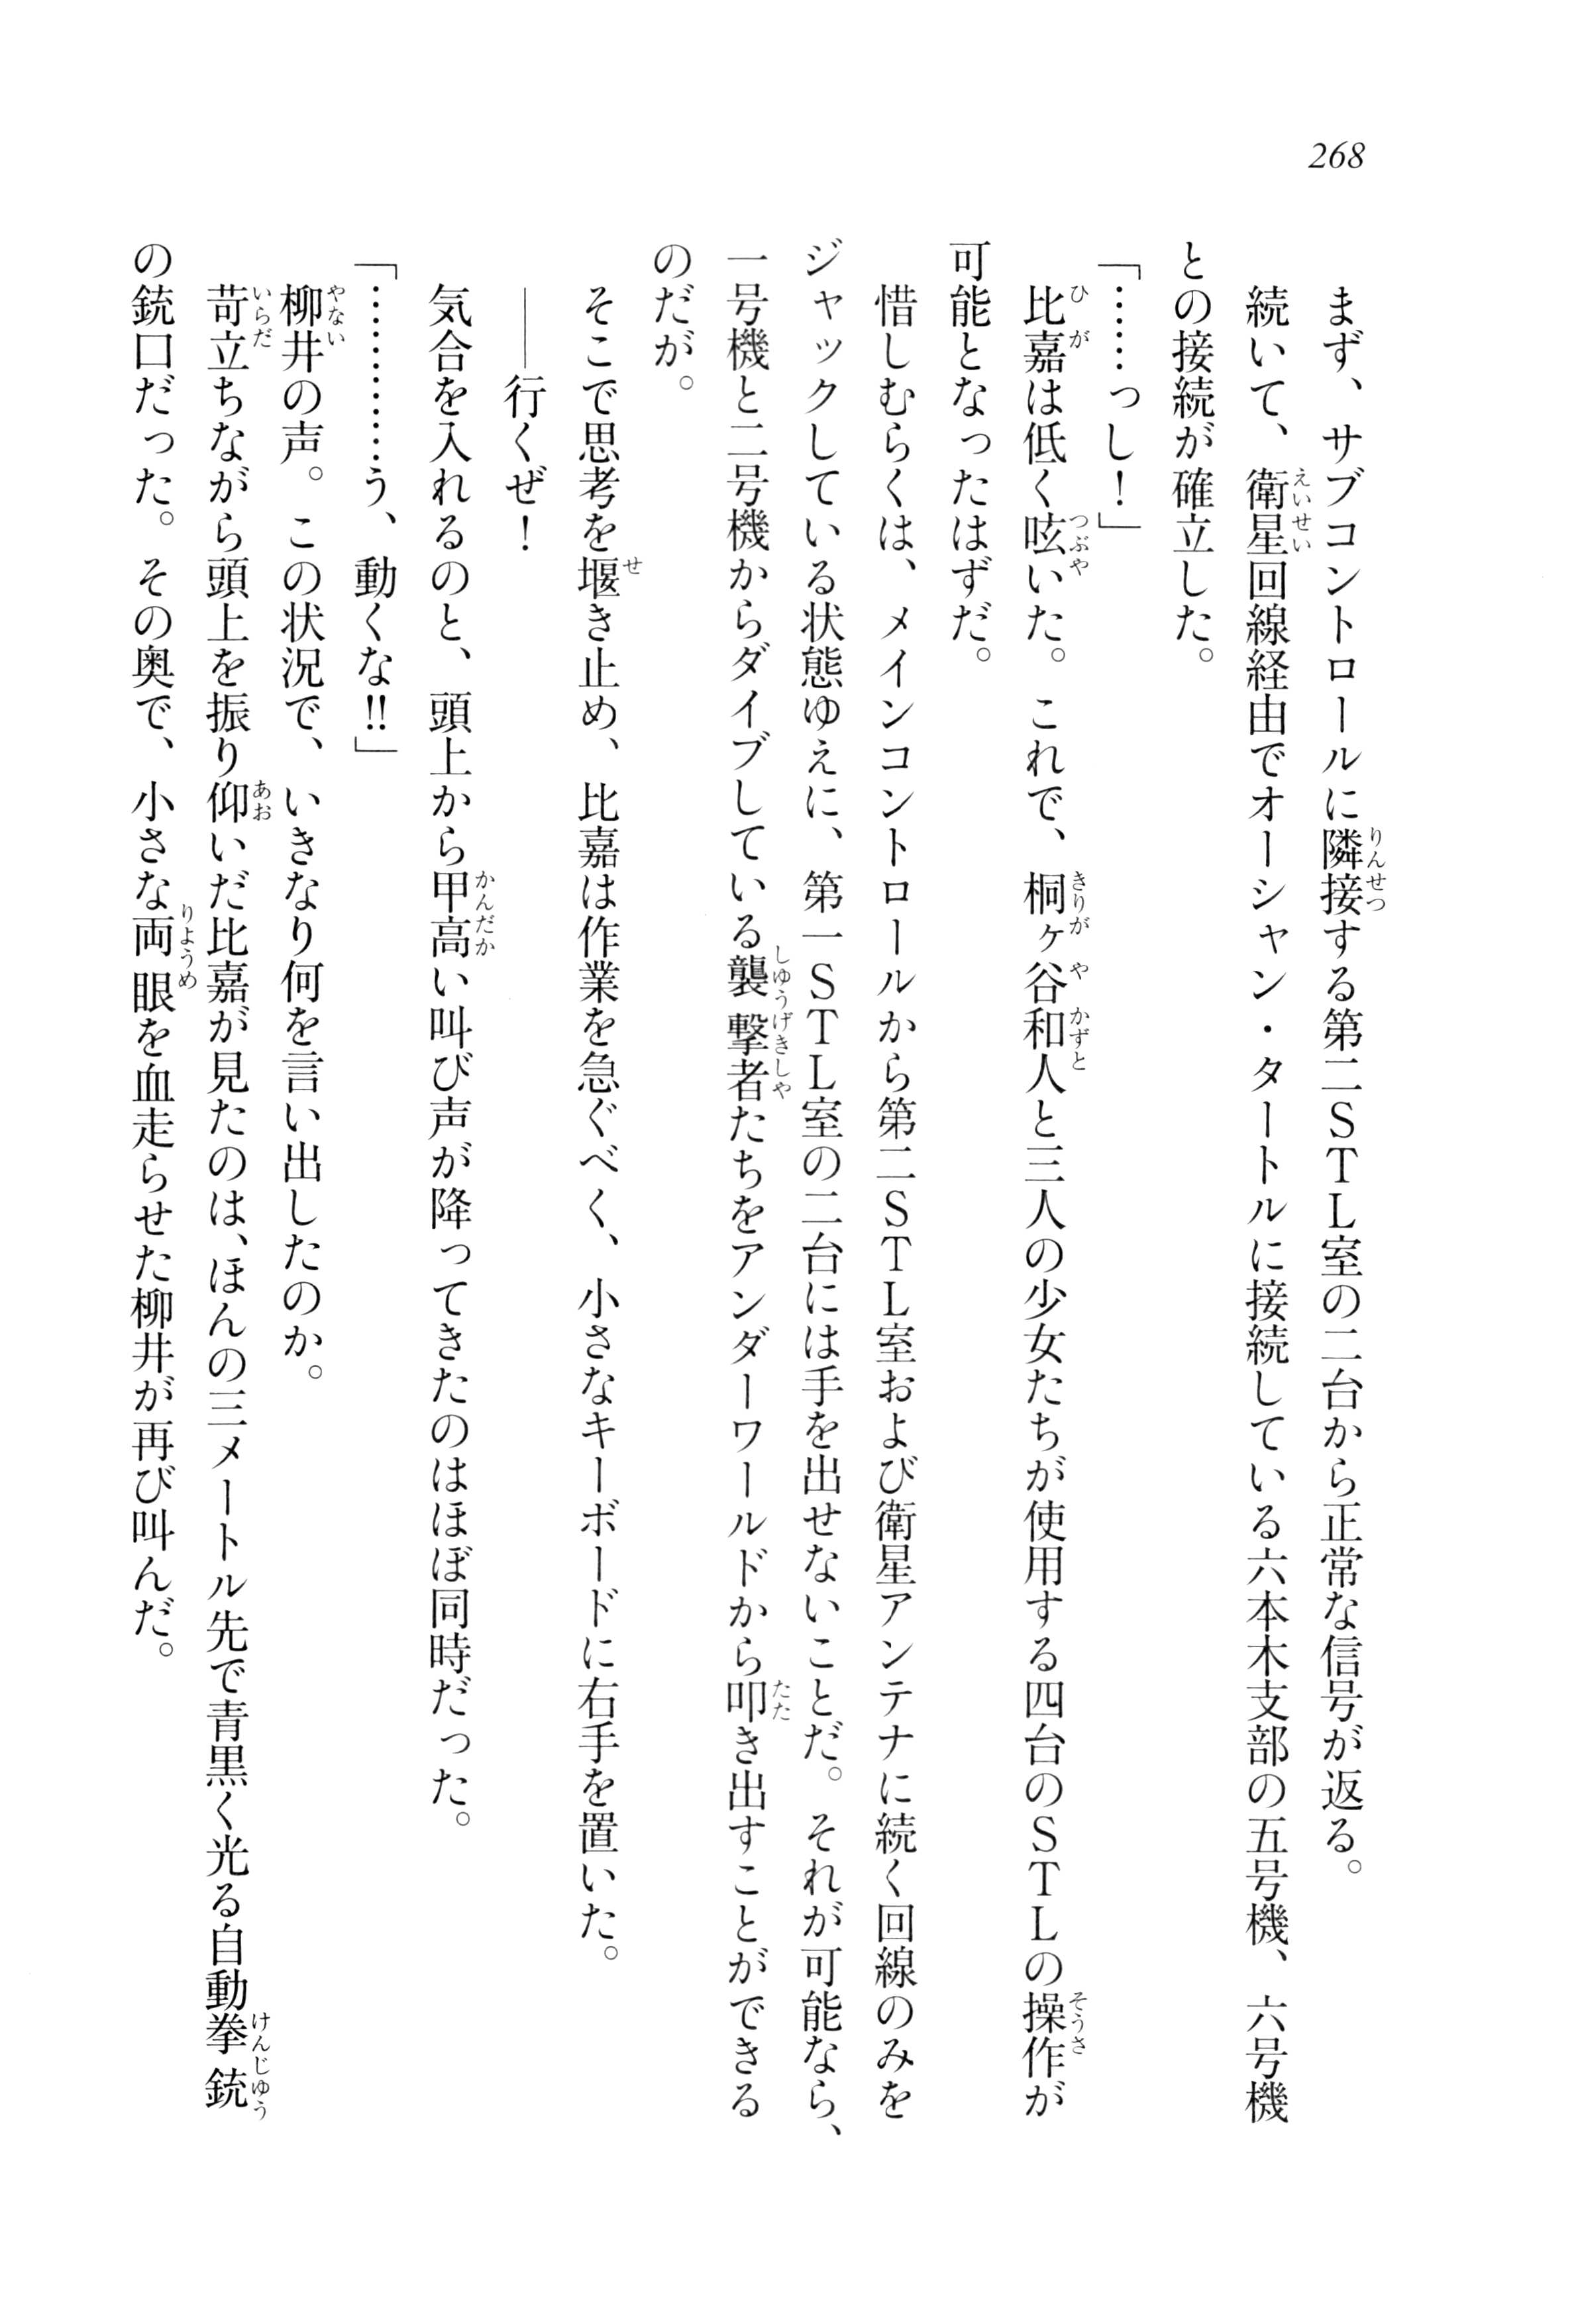 268
まず、サブコントロールに隣接する第二STL室の二台から正常な信号が返る。
続いて、衛星回線経由でオーシャン・タートルに接続している六本木支部の五号機、六号機
との接続が確立した。
「……っし！」
比嘉は低く呟いた。これで、桐ヶ谷和人と三人の少女たちが使用する四台のSTLの操作が
可能となったはずだ。
惜しむらくは、メインコントロールから第二STL室および衛星アンテナに続く回線のみを
ジャックしている状態ゆえに、第一STL室の二台には手を出せないことだ。それが可能なら、
一号機と二号機からダイブしている襲撃者たちをアンダーワールドから叩き出すことができる
のだが。
そこで思考を堰き止め、比嘉は作業を急ぐべく、小さなキーボードに右手を置いた。
――行くぜ！
気合を入れるのと、頭上から甲高い叫び声が降ってきたのはほぼ同時だった。
「…………う、動くな‼」
柳井の声。この状況で、いきなり何を言い出したのか。
苛立ちながら頭上を振り仰いだ比嘉が見たのは、ほんの三メートル先で青黒く光る自動拳銃
の銃口だった。その奥で、小さな両眼を血走らせた柳井が再び叫んだ。